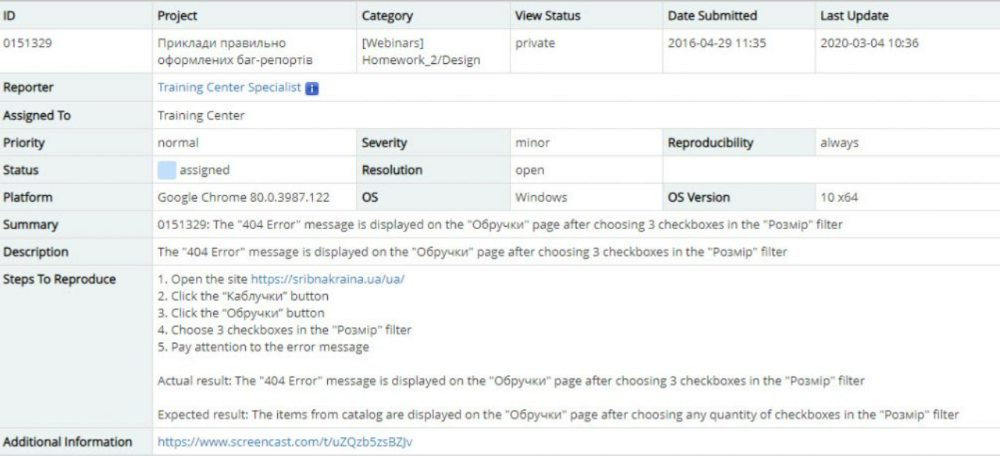 ID Project Category View Status Date Submitted Last Update
0151329 Приклади правильно [Webinars] private 2016-04-29 11:35 2020-03-04 10:36
оформлених баг-репортів Homework_2/Design
Reporter Training Center Specialist
Assigned To Training Center
Priority normal Severity minor Reproducibility always
Status assigned Resolution open
Platform Google Chrome 80.0.3987.122 OS Windows OS Version 10 x64
Summary 0151329: The "404 Error" message is displayed on the "Обручки" page after choosing 3 checkboxes in the "Розмір" filter
Description The "404 Error" message is displayed on the "Обручки" page after choosing 3 checkboxes in the "Розмір" filter
Steps To Reproduce 1. Open the site https://sribnakraina.ua/ua/
2. Click the “Каблучки” button
3. Click the “Обручки” button
4. Choose 3 checkboxes in the "Розмір" filter
5. Pay attention to the error message
Actual result: The "404 Error" message is displayed on the "Обручки" page after choosing 3 checkboxes in the "Розмір" filter
Expected result: The items from catalog are displayed on the "Обручки" page after choosing any quantity of checkboxes in the "Розмір" filter
Additional Information https://www.screencast.com/t/uZQzb5zsBZJv